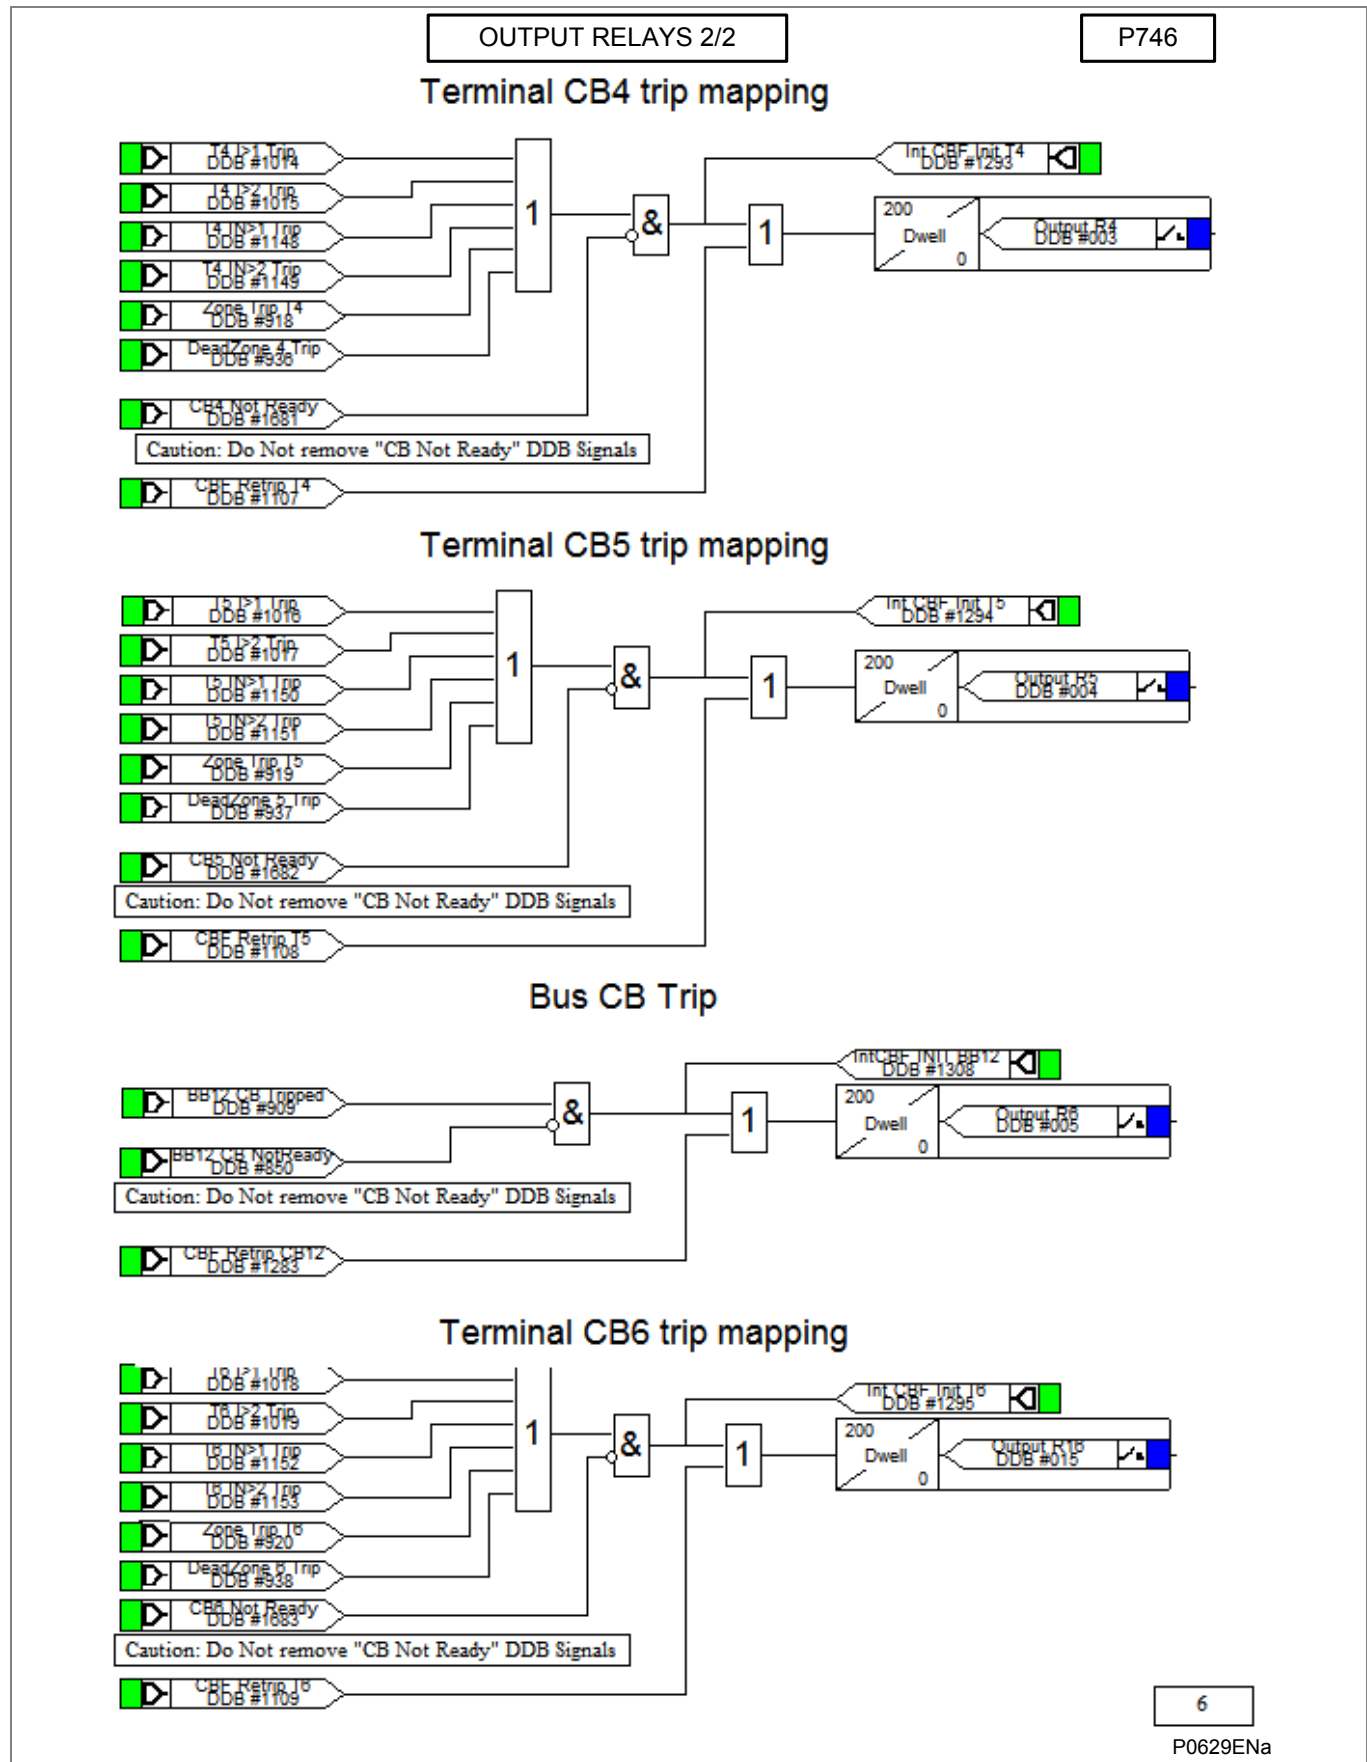 OUTPUT RELAYS 2/2
P746
Terminal CB4 trip mapping
T4 I>1 Trip
DDB #1014
T4 I>2 Trip
DDB #1015
T4 IN>1 Trip
DDB #1148
T4 IN>2 Trip
DDB #1149
Zone Trip T4
DDB #918
DeadZone 4 Trip
DDB #936
CB4 Not Ready
DDB #1681
Caution: Do Not remove "CB Not Ready" DDB Signals
CBF Retrip T4
DDB #1107
1
&
1
Int CBF Init T4
DDB #1293
200
Dwell
0
Output R4
DDB #003
Terminal CB5 trip mapping
T5 I>1 Trip
DDB #1016
T5 I>2 Trip
DDB #1017
T5 IN>1 Trip
DDB #1150
T5 IN>2 Trip
DDB #1151
Zone Trip T5
DDB #919
DeadZone 5 Trip
DDB #937
CB5 Not Ready
DDB #1682
Caution: Do Not remove "CB Not Ready" DDB Signals
CBF Retrip T5
DDB #1108
1
&
1
Int CBF Init T5
DDB #1294
200
Dwell
0
Output R5
DDB #004
Bus CB Trip
BB12 CB Tripped
DDB #909
BB12 CB NotReady
DDB #850
Caution: Do Not remove "CB Not Ready" DDB Signals
CBF Retrip CB12
DDB #1283
&
1
IntCBF INIT BB12
DDB #1308
200
Dwell
0
Output R6
DDB #005
Terminal CB6 trip mapping
T6 I>1 Trip
DDB #1018
T6 I>2 Trip
DDB #1019
T6 IN>1 Trip
DDB #1152
T6 IN>2 Trip
DDB #1153
Zone Trip T6
DDB #920
DeadZone 6 Trip
DDB #938
CB6 Not Ready
DDB #1683
Caution: Do Not remove "CB Not Ready" DDB Signals
CBF Retrip T6
DDB #1109
1
&
1
Int CBF Init T6
DDB #1295
200
Dwell
0
Output R16
DDB #015
6
P0629ENa